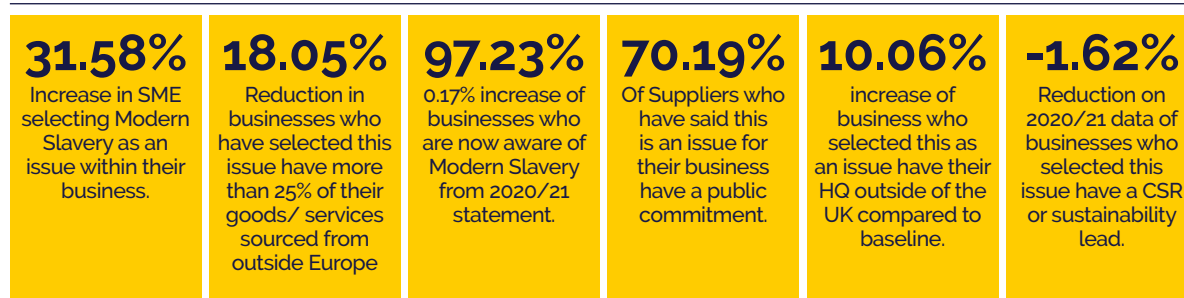 31.58%
Increase in SME
selecting Modern
Slavery as an
issue within their
business.
18.05%
Reduction in
businesses who
have selected this
issue have more
than 25% of their
goods/ services
sourced from
outside Europe
97.23%
0.17% increase of
businesses who
are now aware of
Modern Slavery
from 2020/21
statement.
70.19%
Of Suppliers who
have said this
is an issue for
their business
have a public
commitment.
10.06%
increase of
business who
selected this as
an issue have their
HQ outside of the
UK compared to
baseline.
-1.62%
Reduction on
2020/21 data of
businesses who
selected this
issue have a CSR
or sustainability
lead.